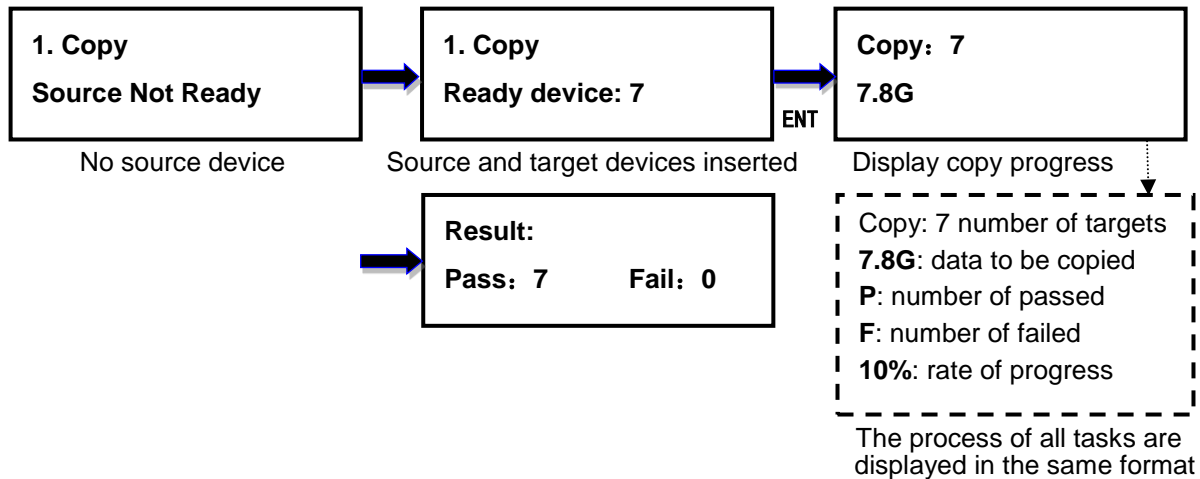 1. Copy
Source Not Ready
No source device
1. Copy
Ready device: 7
Source and target devices inserted
ENT
Copy：7
7.8G
Display copy progress
Copy: 7 number of targets
7.8G: data to be copied
P: number of passed
F: number of failed
10%: rate of progress
The process of all tasks are
displayed in the same format
Result:
Pass：7 Fail：0